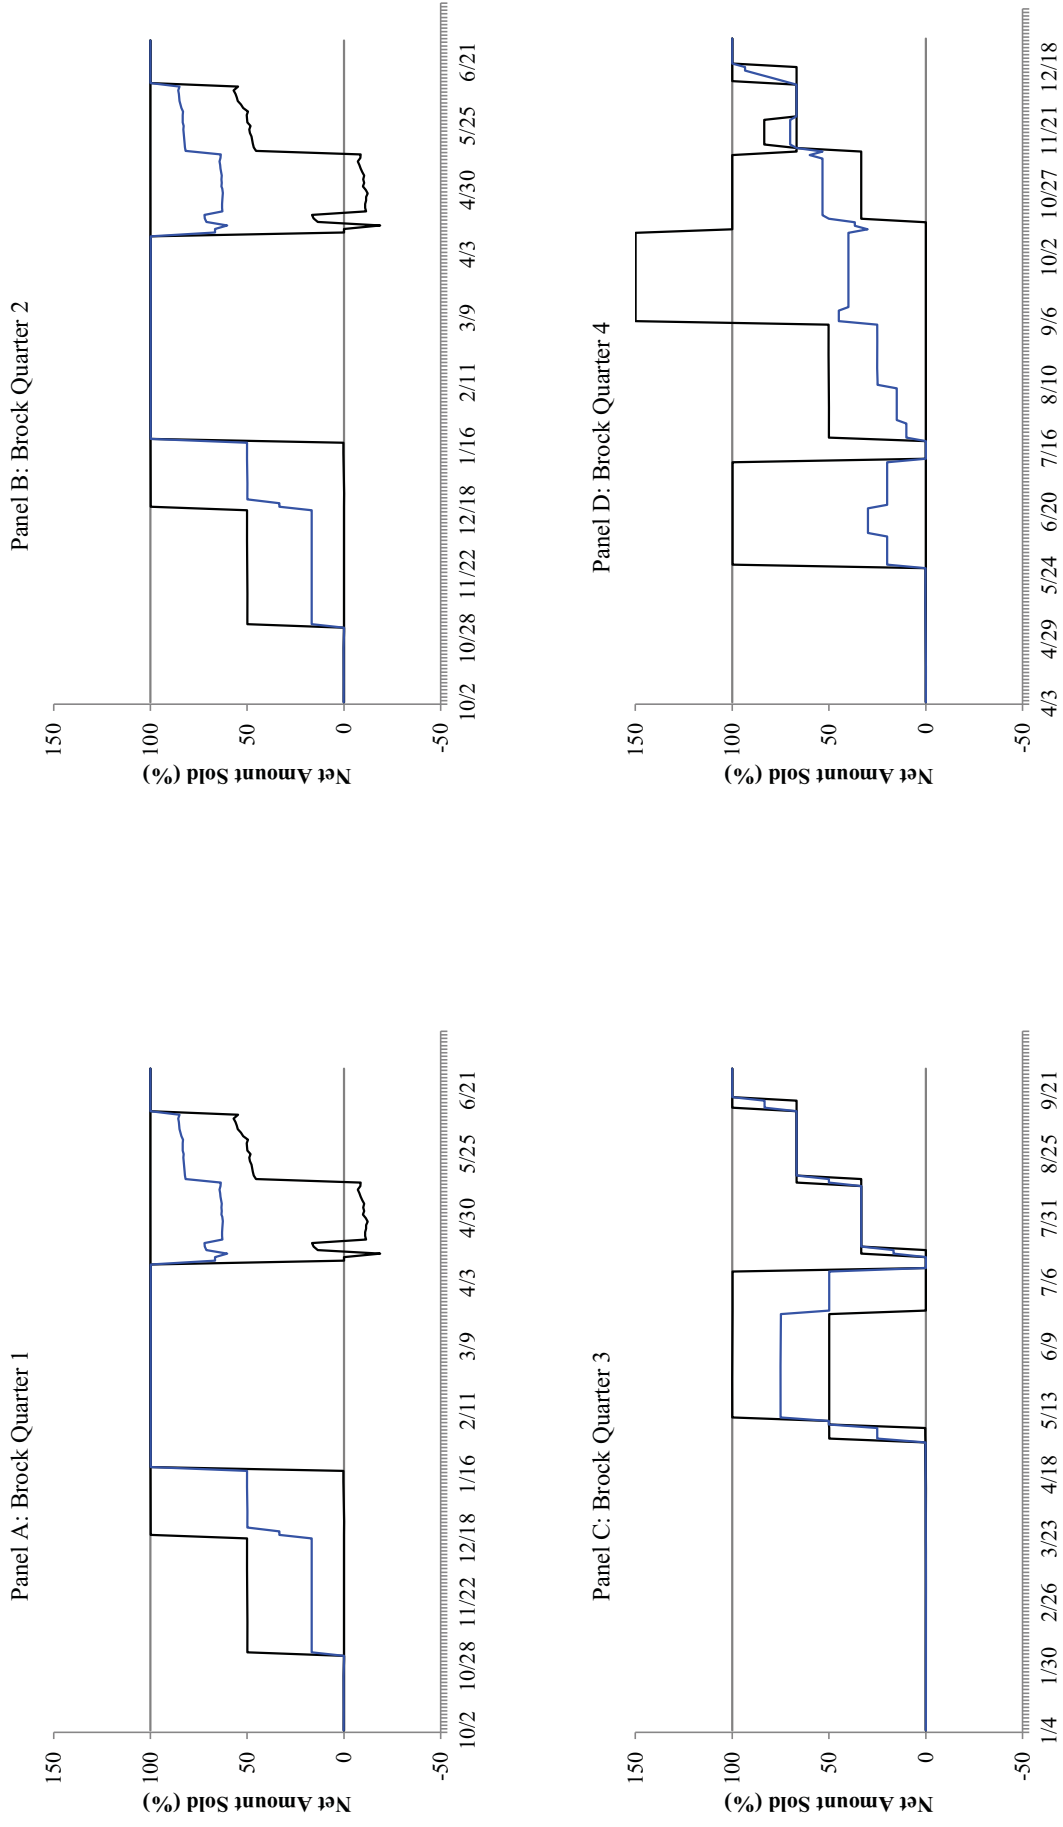 Panel A: Brock Quarter 1
Net Amount Sold (%)
150
100
50
0
-50
10/2 10/28 11/22 12/18 1/16 2/11 3/9 4/3 4/30 5/25 6/21
Panel B: Brock Quarter 2
Net Amount Sold (%)
150
100
50
0
-50
10/2 10/28 11/22 12/18 1/16 2/11 3/9 4/3 4/30 5/25 6/21
Panel C: Brock Quarter 3
Net Amount Sold (%)
150
100
50
0
-50
1/4 1/30 2/26 3/23 4/18 5/13 6/9 7/6 7/31 8/25 9/21
Panel D: Brock Quarter 4
Net Amount Sold (%)
150
100
50
0
-50
4/3 4/29 5/24 6/20 7/16 8/10 9/6 10/2 10/27 11/21 12/18